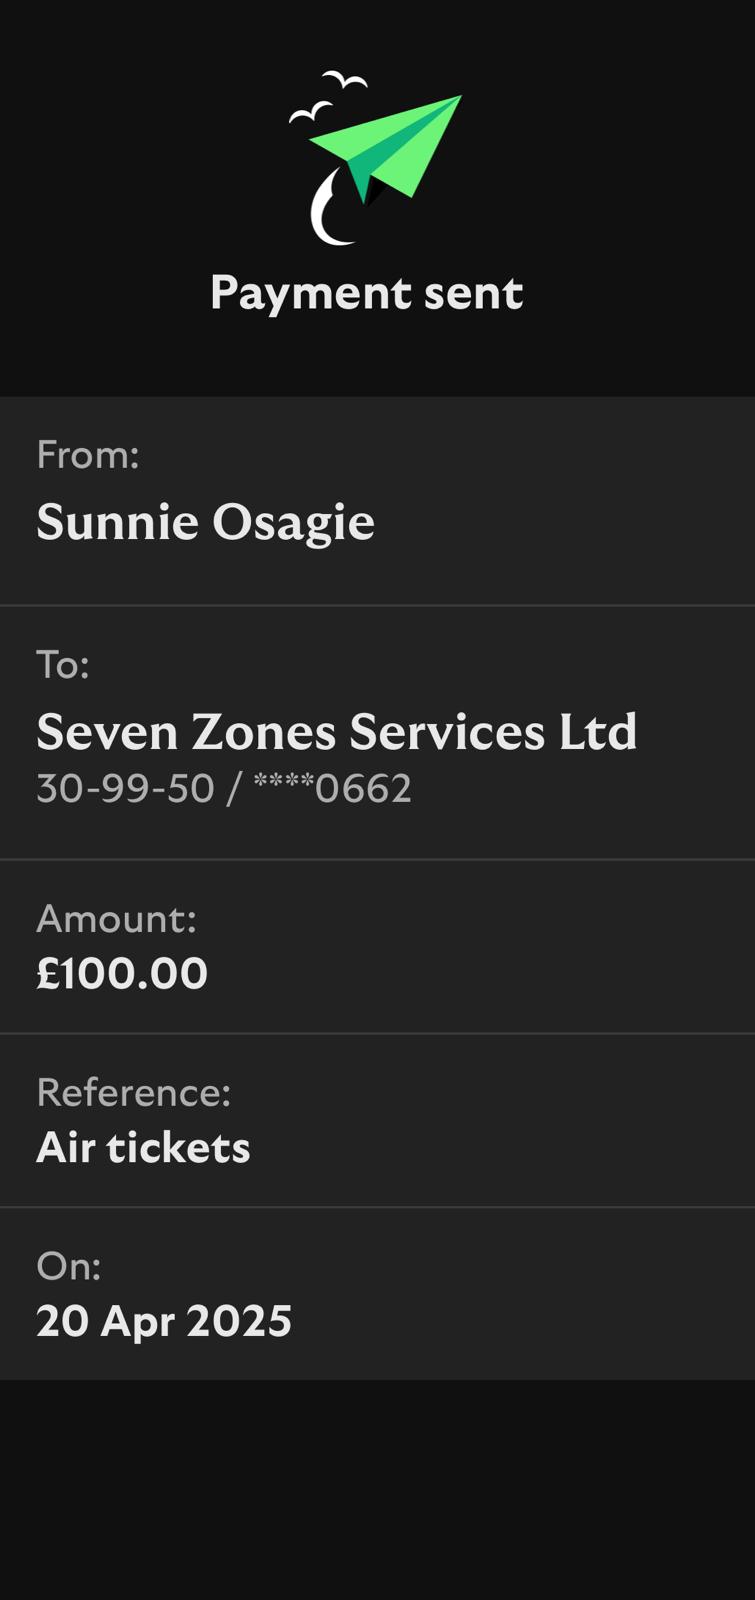 Payment sent
From:
Sunnie Osagie
To:
Seven Zones Services Ltd
30-99-50 / ****0662
Amount:
£100.00
Reference:
Air tickets
On:
20 Apr 2025